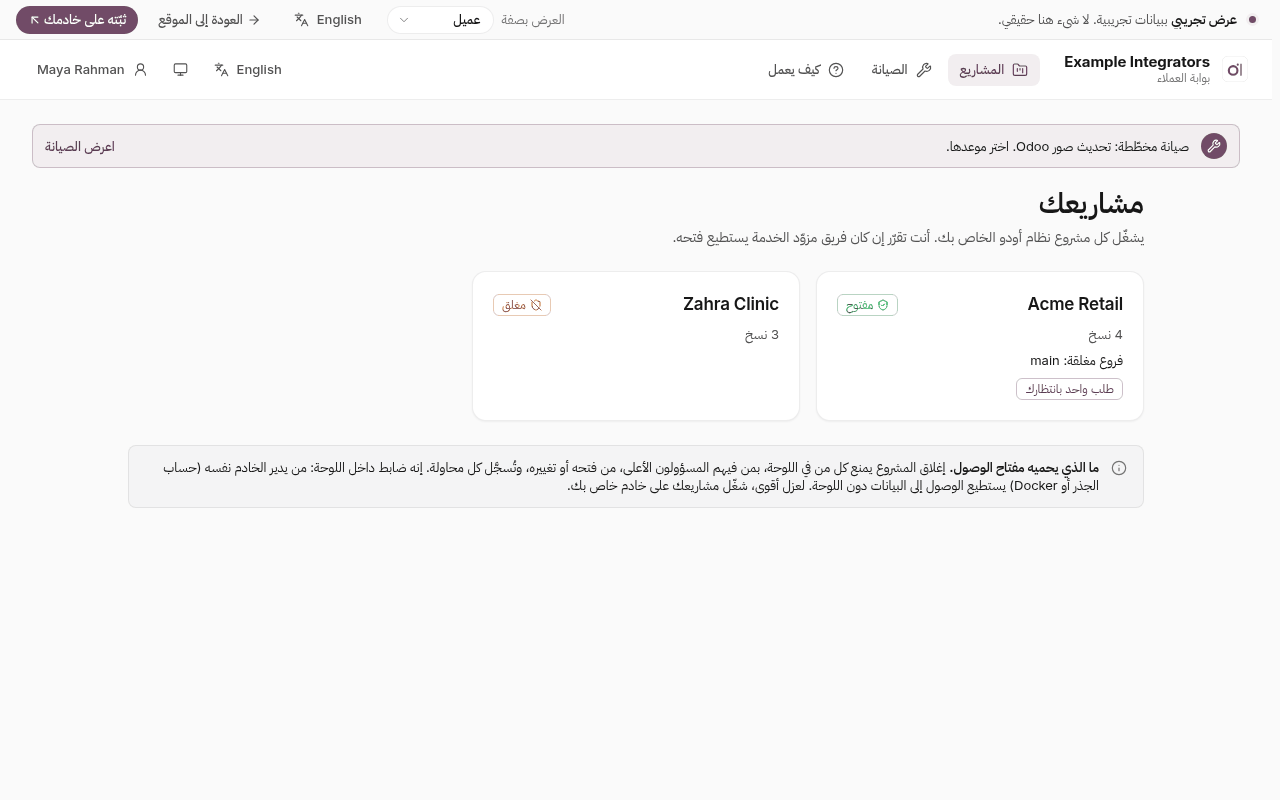 عرض تجريبي ببيانات تجريبية. لا شيء هنا حقيقي.
العرض بصفة
عميل
English
العودة إلى الموقع
ثبّته على خادمك
Example Integrators
بوابة العملاء
المشاريع
الصيانة
كيف يعمل
English
Maya Rahman
صيانة مخطّطة: تحديث صور Odoo. اختر موعدها.
اعرض الصيانة
مشاريعك
يشغّل كل مشروع نظام أودو الخاص بك. أنت تقرّر إن كان فريق مزوّد الخدمة يستطيع فتحه.
Acme Retail
مفتوح
4 نسخ
فروع مغلقة: main
طلب واحد بانتظارك
Zahra Clinic
مغلق
3 نسخ
ما الذي يحميه مفتاح الوصول. إغلاق المشروع يمنع كل من في اللوحة، بمن فيهم المسؤولون الأعلى، من فتحه أو تغييره، وتُسجَّل كل محاولة. إنه ضابط داخل اللوحة: من يدير الخادم نفسه (حساب
الجذر أو Docker) يستطيع الوصول إلى البيانات دون اللوحة. لعزل أقوى، شغّل مشاريعك على خادم خاص بك.